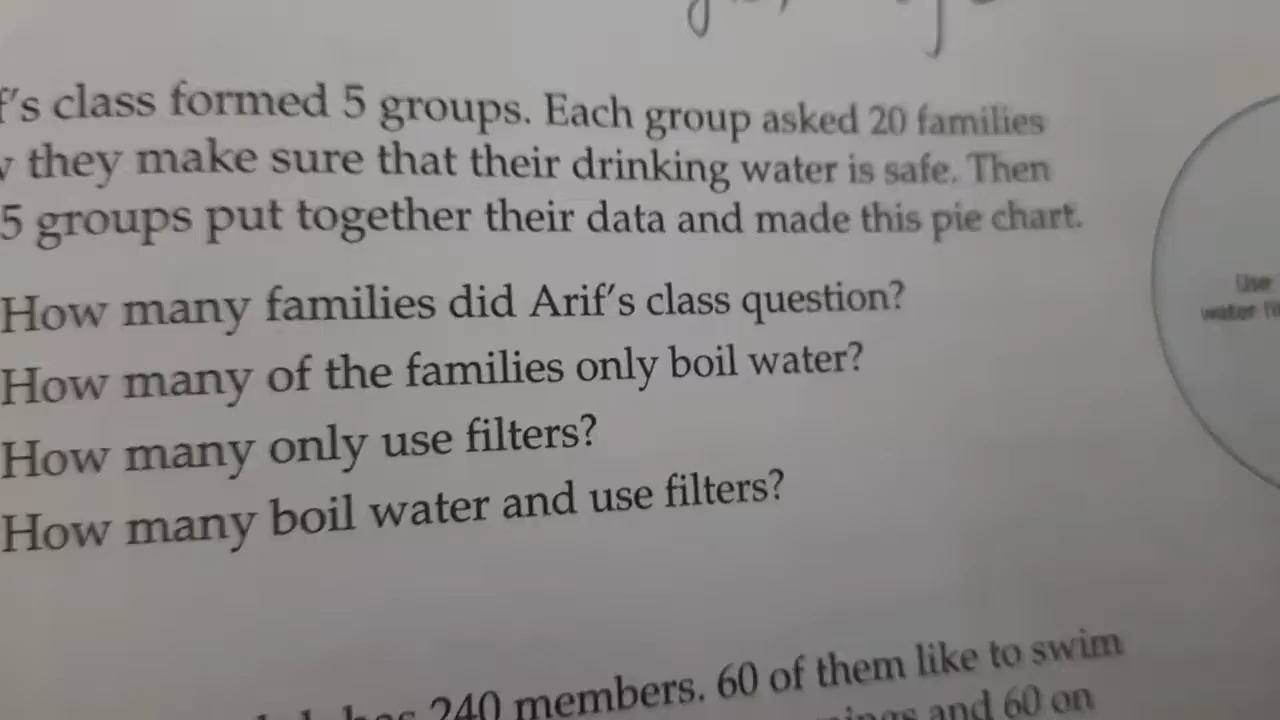 f's class formed 5 groups. Each group asked 20 families
they make sure that their drinking water is safe. Then
5 groups put together their data and made this pie chart.
How many families did Arif's class question?
How many of the families only boil water?
How many only use filters?
How many boil water and use filters?
Use
water
240 members. 60 of them like to swim
and 60 on